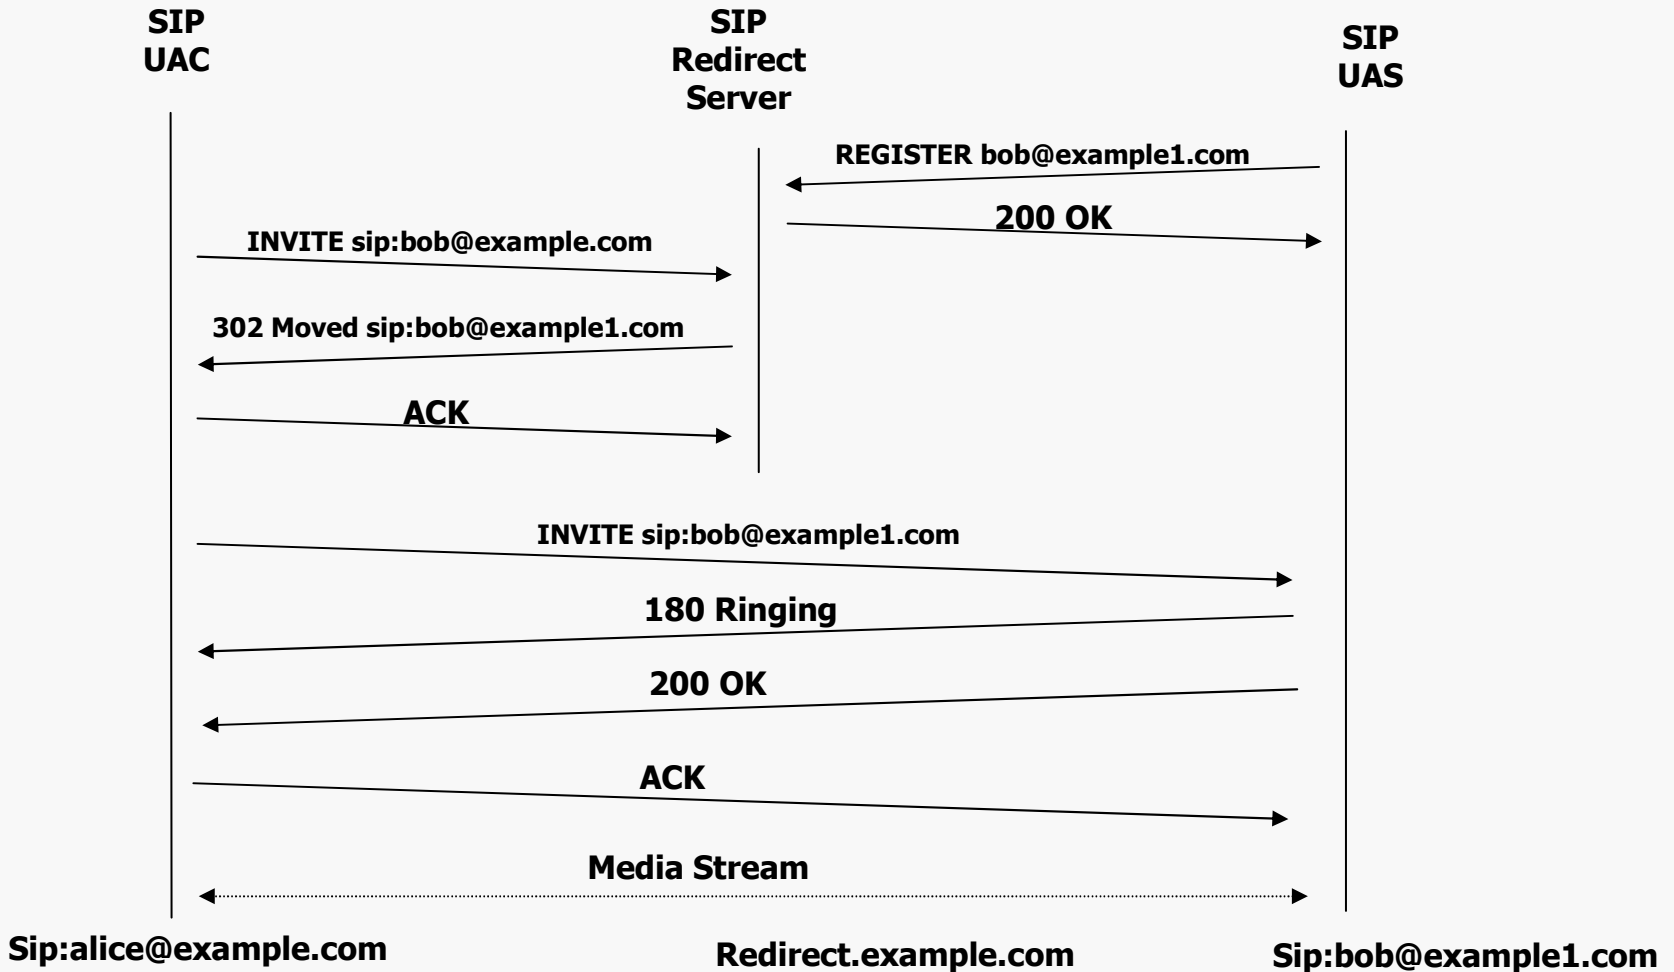 SIP
UAC
SIP
Redirect
Server
SIP
UAS
REGISTER bob@example1.com
200 OK
INVITE sip:bob@example.com
302 Moved sip:bob@example1.com
ACK
INVITE sip:bob@example1.com
180 Ringing
200 OK
ACK
Media Stream
Sip:alice@example.com
Redirect.example.com
Sip:bob@example1.com